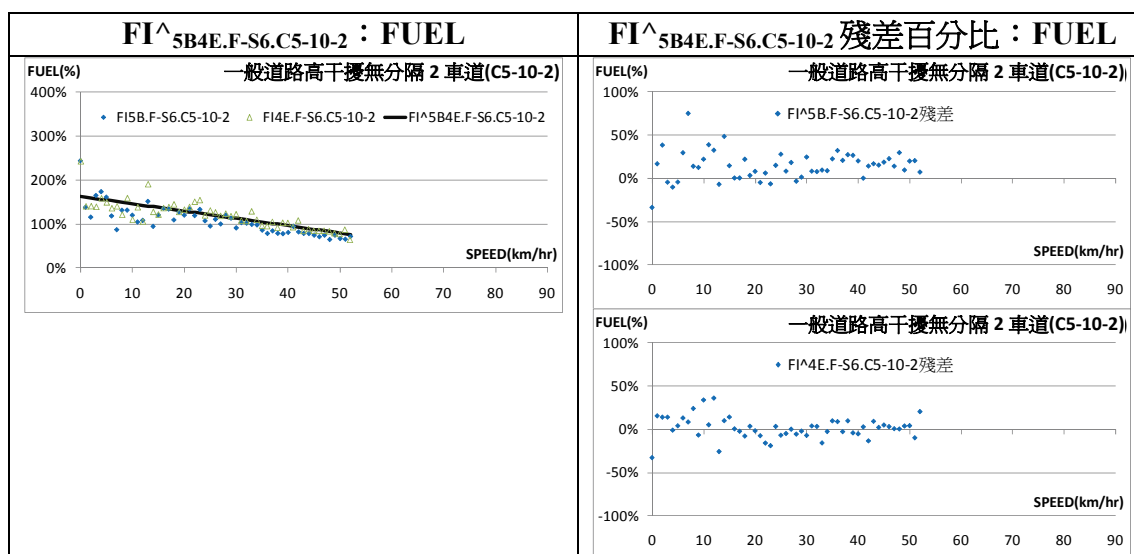 FI^5B4E.F-S6.C5-10-2：FUEL
FI^5B4E.F-S6.C5-10-2 殘差百分比：FUEL
FUEL(%)
一般道路高干擾無分隔 2 車道(C5-10-2)
400%
FI5B.F-S6.C5-10-2 FI4E.F-S6.C5-10-2 FI^5B4E.F-S6.C5-10-2
300%
200%
100%
SPEED(km/hr)
0%
0 10 20 30 40 50 60 70 80 90
FUEL(%)
一般道路高干擾無分隔 2 車道(C5-10-2)
100%
FI^5B.F-S6.C5-10-2殘差
50%
0%
-50%
SPEED(km/hr)
-100%
0 10 20 30 40 50 60 70 80 90
FUEL(%)
一般道路高干擾無分隔 2 車道(C5-10-2)
100%
FI^4E.F-S6.C5-10-2殘差
50%
0%
-50%
SPEED(km/hr)
-100%
0 10 20 30 40 50 60 70 80 90